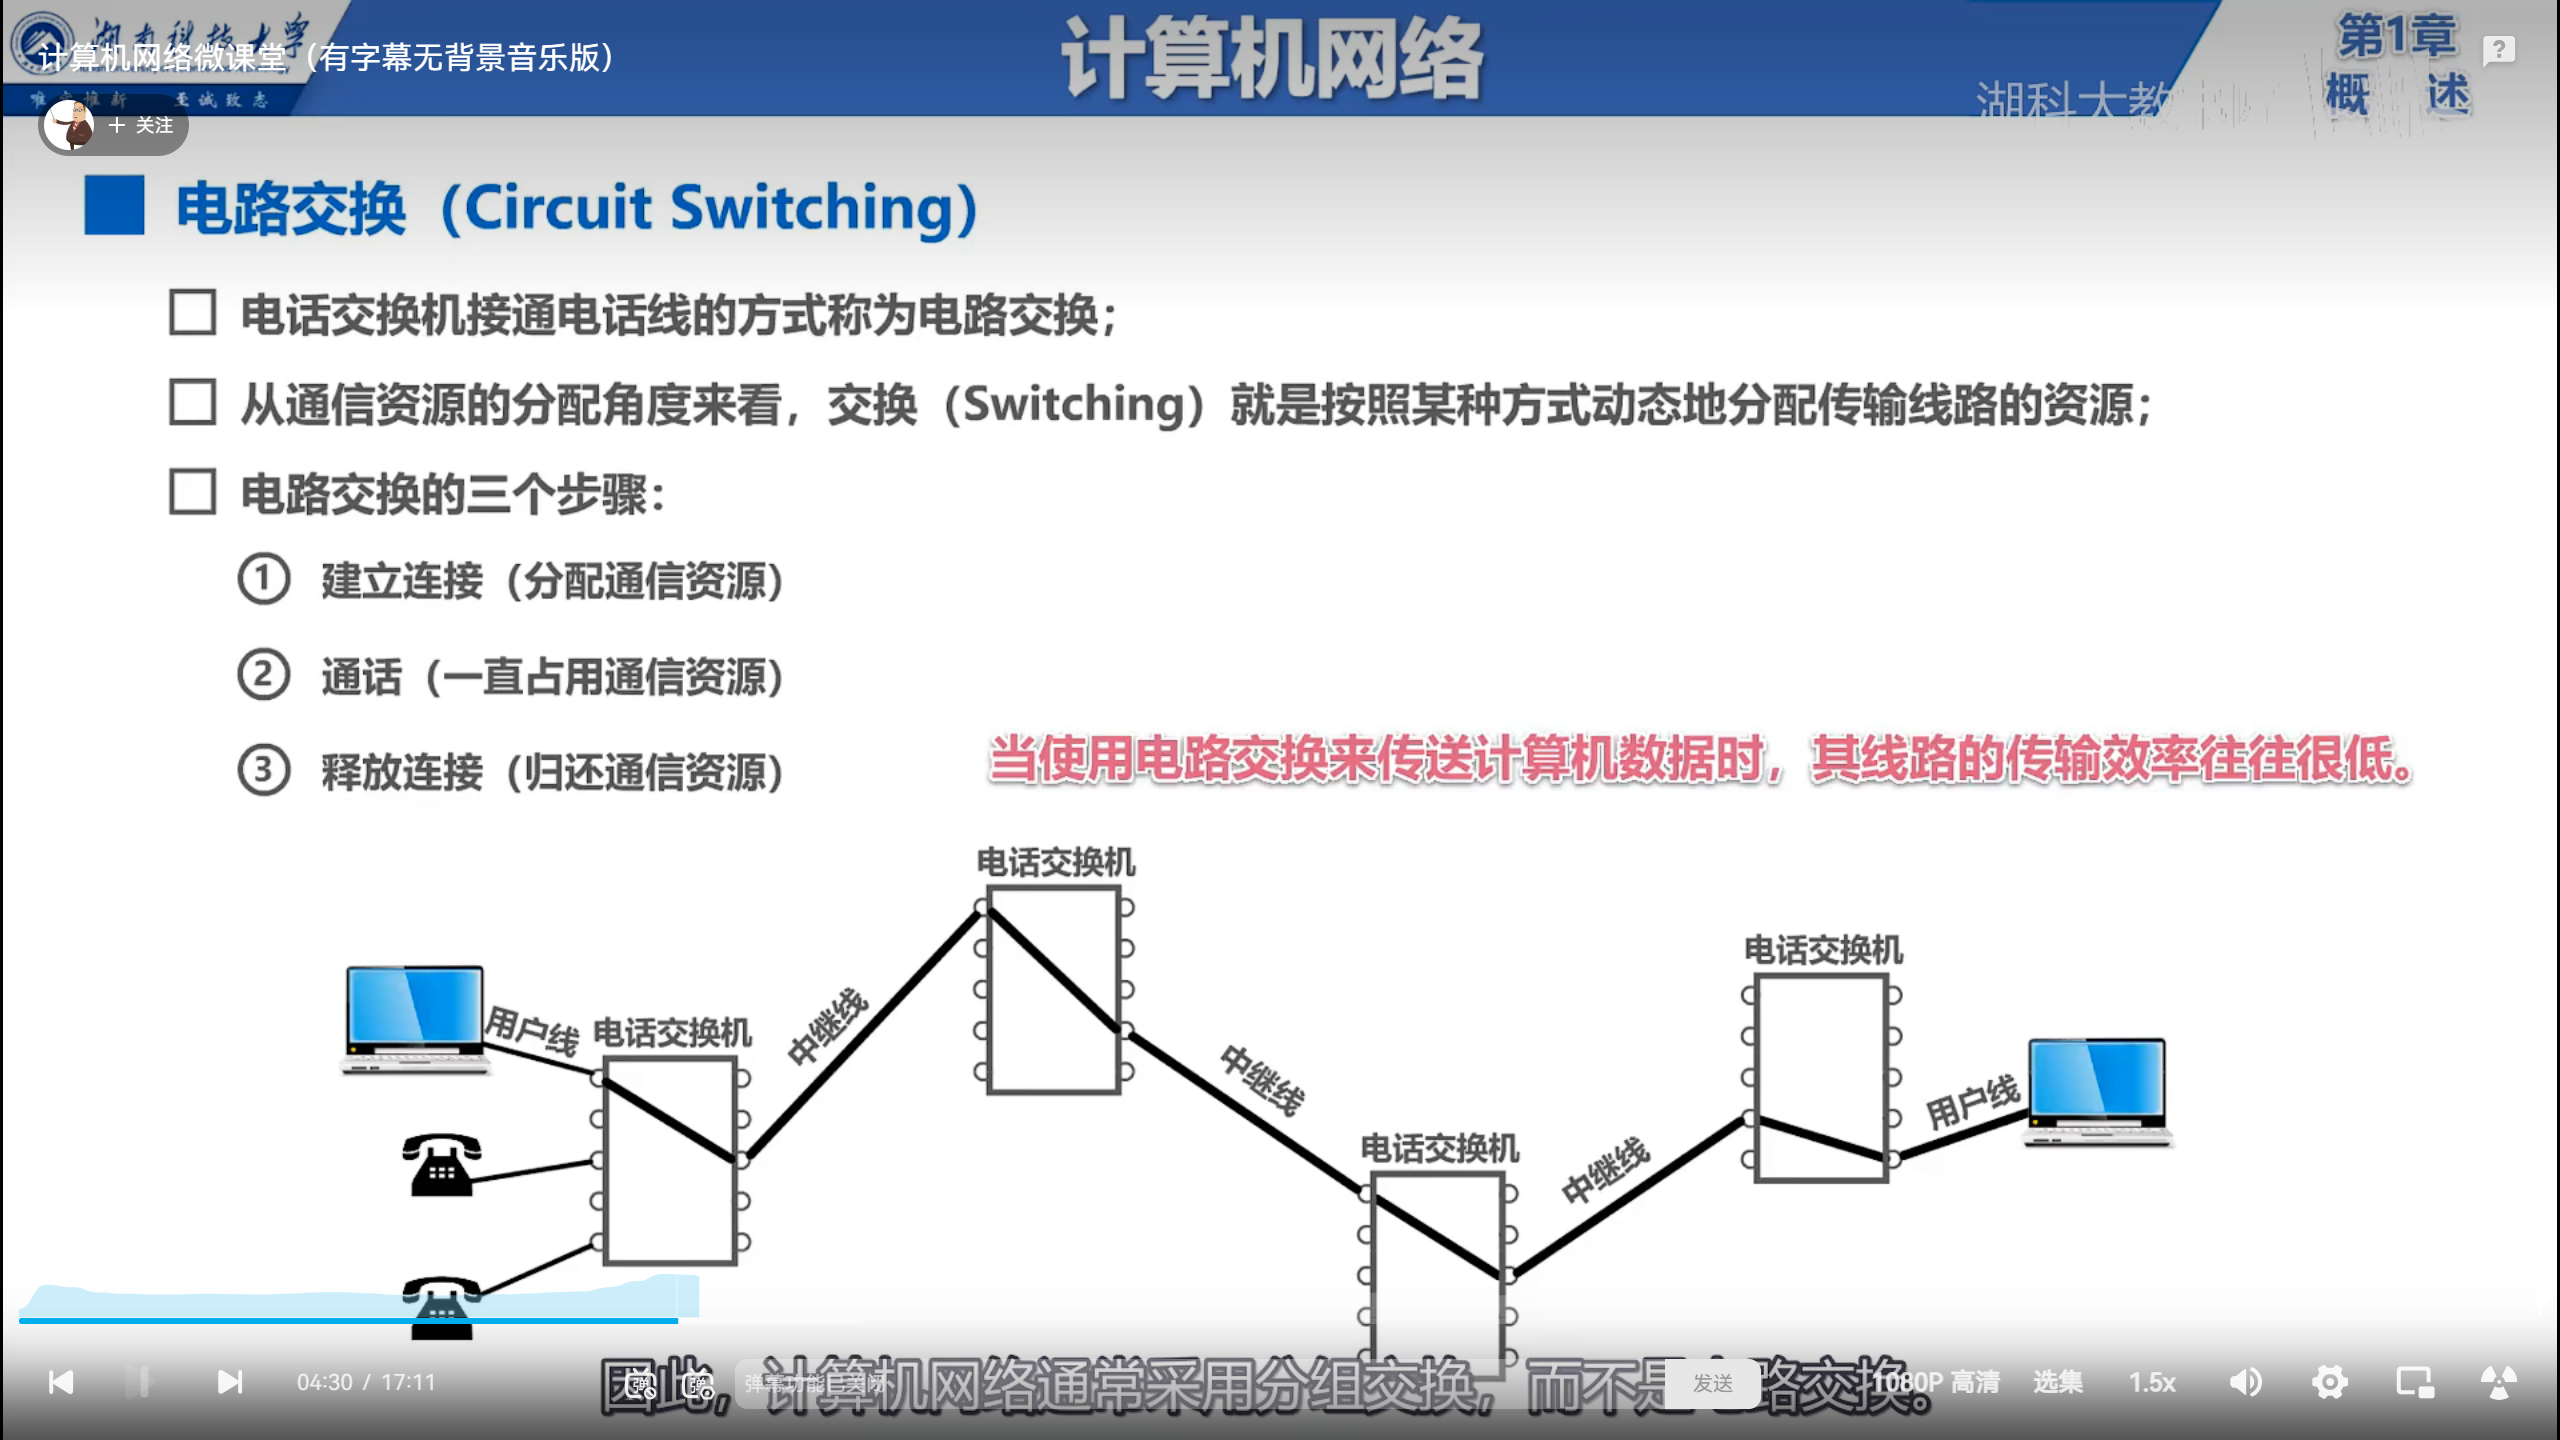 湖南科技大学
计算机网络
第1章
计算机网络微课堂（有字幕无背景音乐版）
概 述
湖科大教
至诚致志
＋ 关注
电路交换（Circuit Switching）
电话交换机接通电话线的方式称为电路交换；
从通信资源的分配角度来看，交换（Switching）就是按照某种方式动态地分配传输线路的资源；
电路交换的三个步骤：
① 建立连接（分配通信资源）
② 通话（一直占用通信资源）
③ 释放连接（归还通信资源）
当使用电路交换来传送计算机数据时，其线路的传输效率往往很低。
电话交换机
电话交换机
用户线
电话交换机
中继线
中继线
用户线
电话交换机
中继线
04:30 / 17:11
弹
弹
弹幕功能已关闭
因此，计算机网络通常采用分组交换，而不是电路交换。
发送
1080P 高清
选集
1.5x